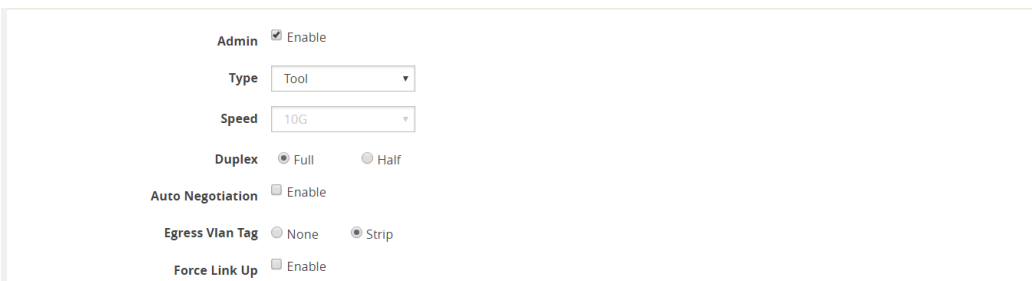 Admin Enable
Type Tool
Speed 10G
Duplex Full Half
Auto Negotiation Enable
Egress Vlan Tag None Strip
Force Link Up Enable